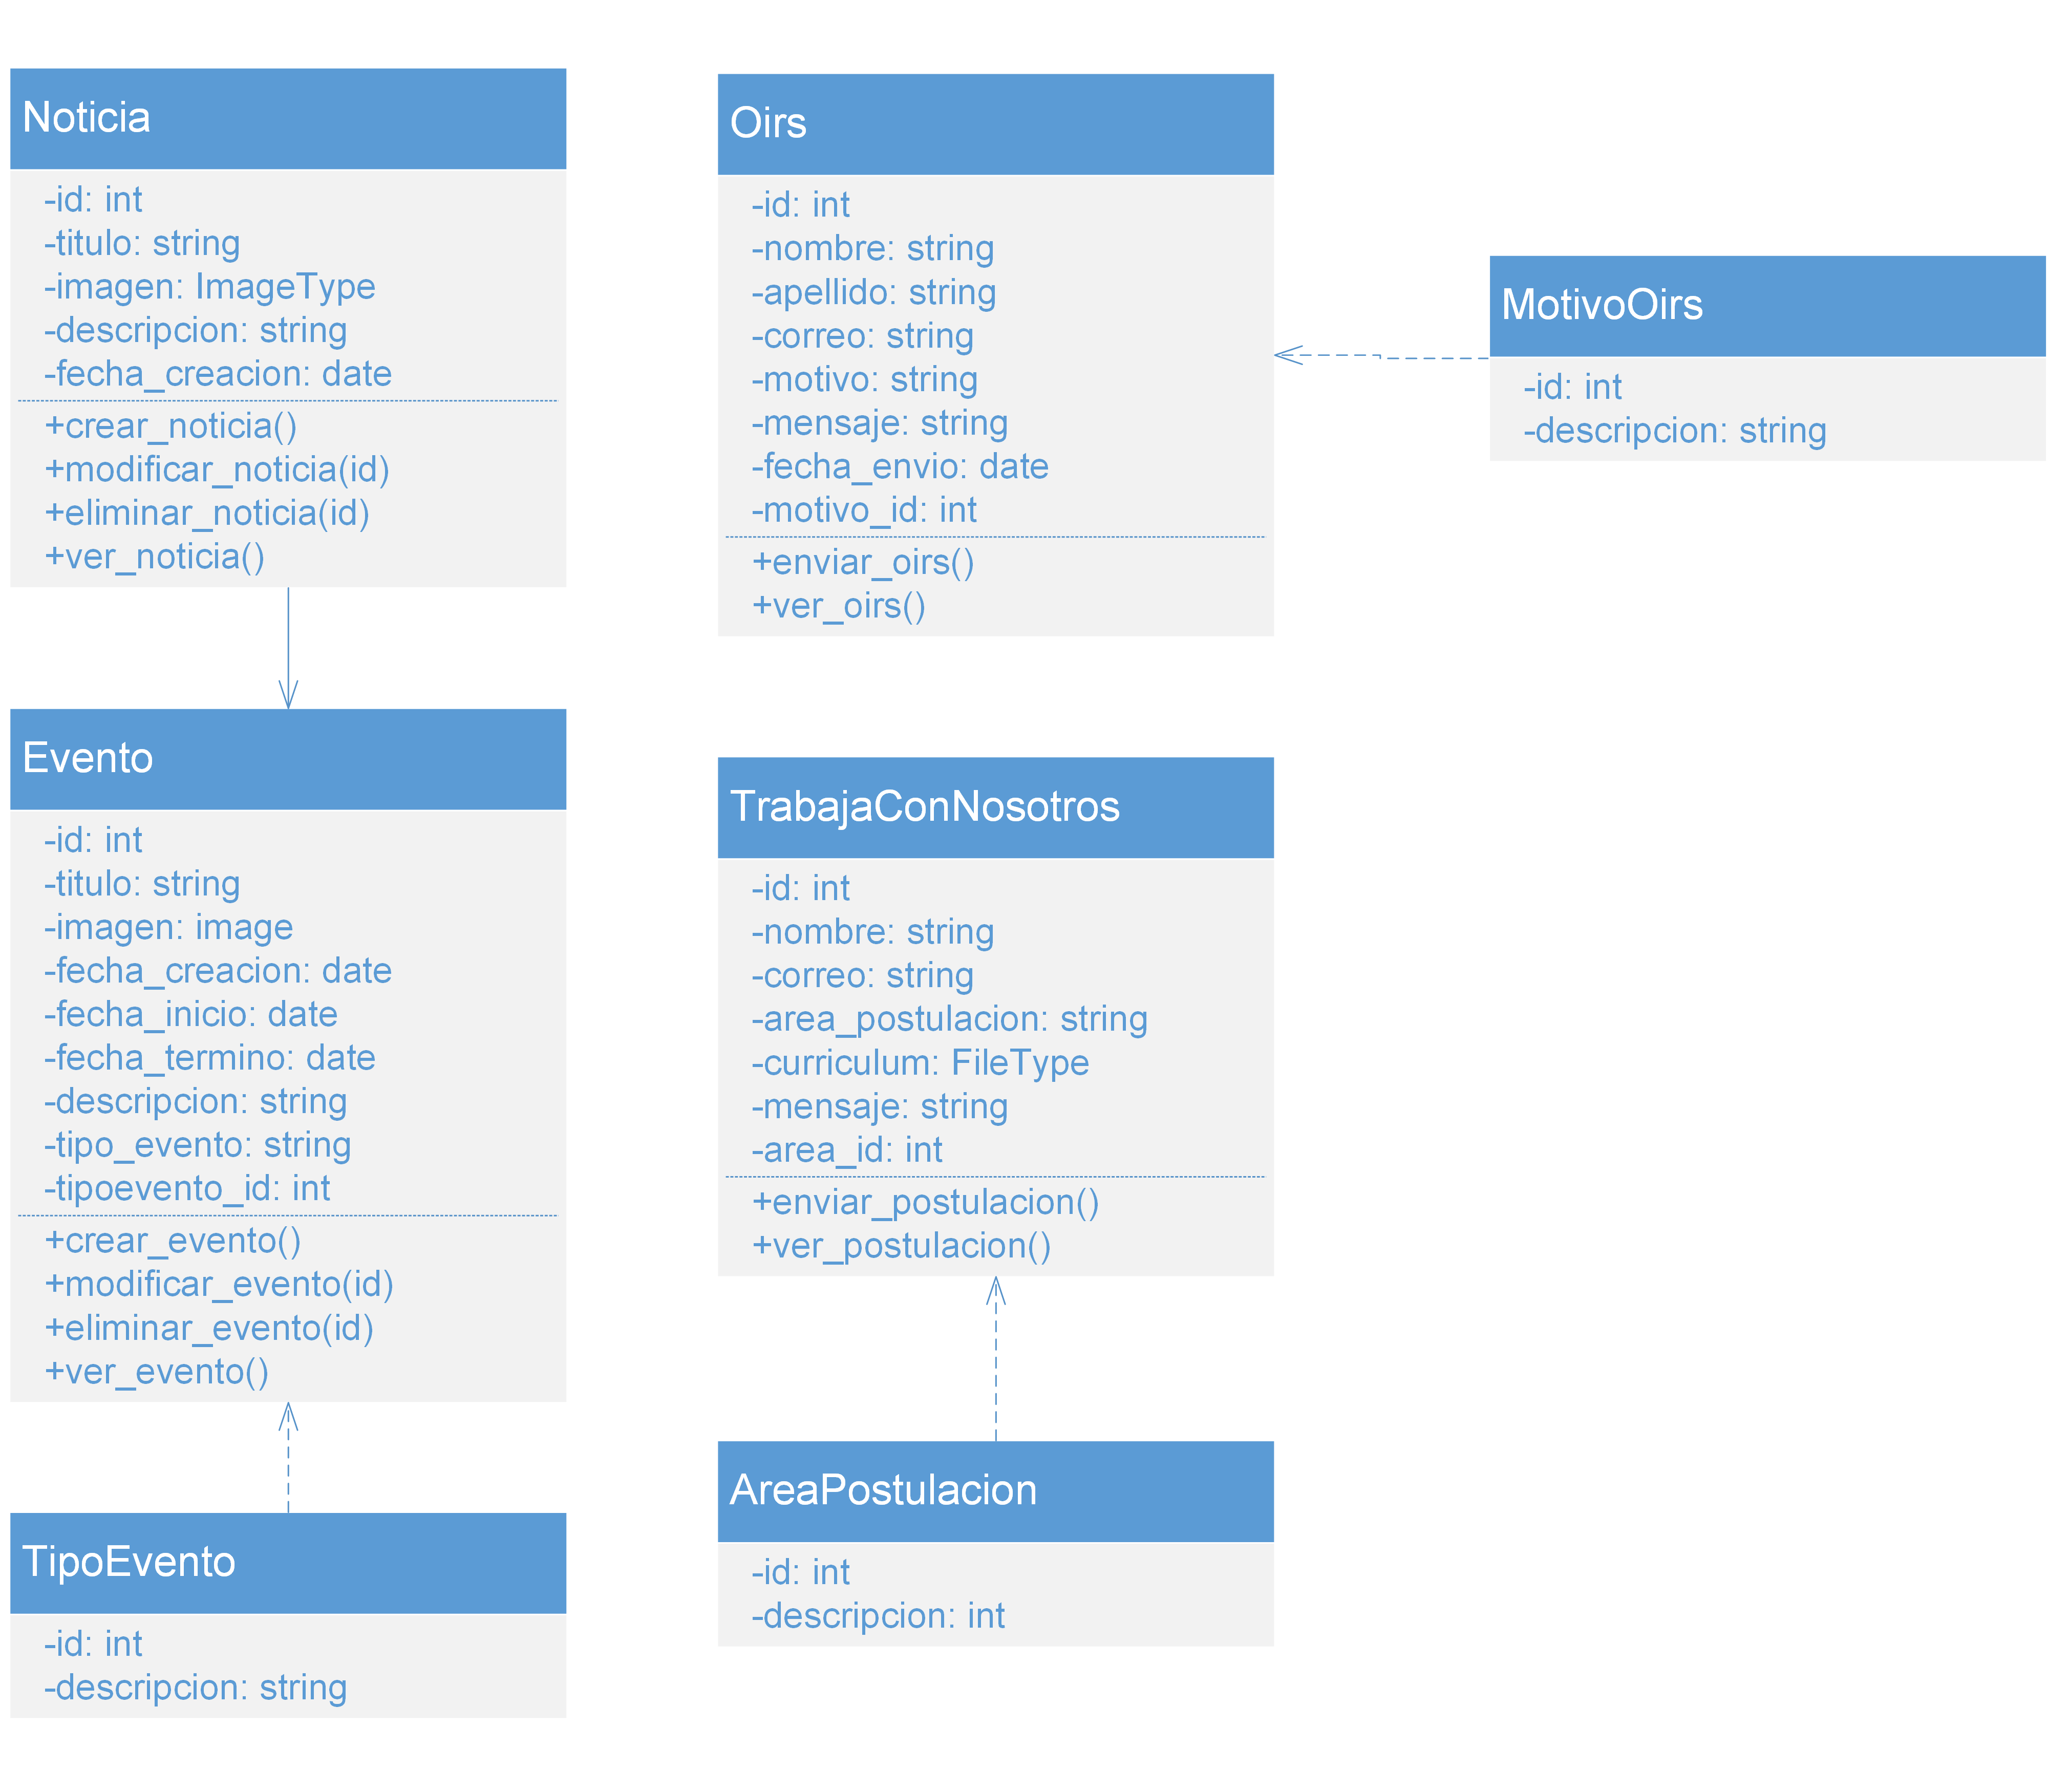 Noticia
-id: int
-titulo: string
-imagen: ImageType
-descripcion: string
-fecha_creacion: date
+crear_noticia()
+modificar_noticia(id)
+eliminar_noticia(id)
+ver_noticia()
Evento
-id: int
-titulo: string
-imagen: image
-fecha_creacion: date
-fecha_inicio: date
-fecha_termino: date
-descripcion: string
-tipo_evento: string
-tipoevento_id: int
+crear_evento()
+modificar_evento(id)
+eliminar_evento(id)
+ver_evento()
TipoEvento
-id: int
-descripcion: string
Oirs
-id: int
-nombre: string
-apellido: string
-correo: string
-motivo: string
-mensaje: string
-fecha_envio: date
-motivo_id: int
+enviar_oirs()
+ver_oirs()
MotivoOirs
-id: int
-descripcion: string
TrabajaConNosotros
-id: int
-nombre: string
-correo: string
-area_postulacion: string
-curriculum: FileType
-mensaje: string
-area_id: int
+enviar_postulacion()
+ver_postulacion()
AreaPostulacion
-id: int
-descripcion: int